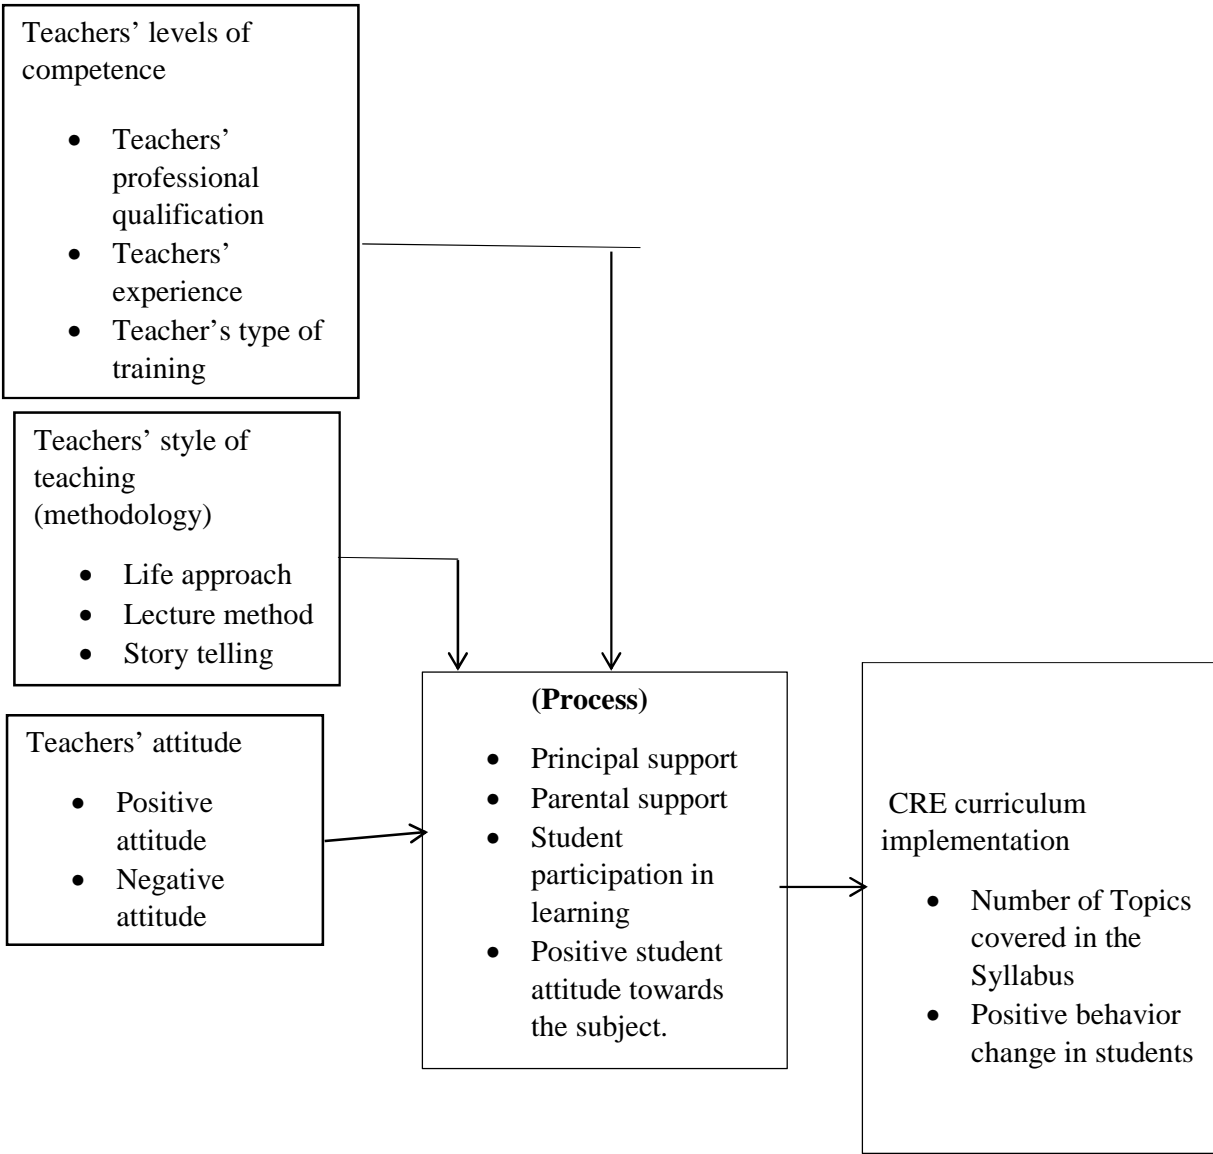 Teachers’ levels of
competence
• Teachers’
professional
qualification
• Teachers’
experience
• Teacher’s type of
training
Teachers’ style of
teaching
(methodology)
• Life approach
• Lecture method
• Story telling
Teachers’ attitude
• Positive
attitude
• Negative
attitude
(Process)
• Principal support
• Parental support
• Student
participation in
learning
• Positive student
attitude towards
the subject.
CRE curriculum
implementation
• Number of Topics
covered in the
Syllabus
• Positive behavior
change in students